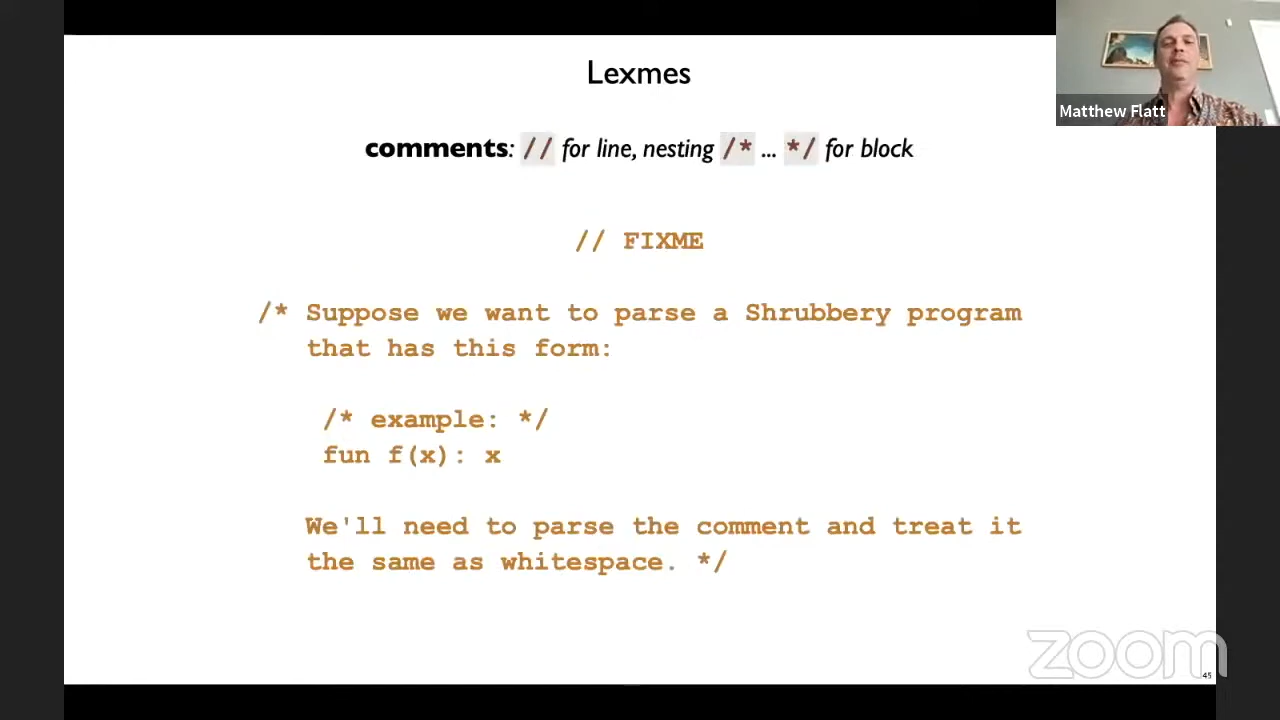 Lexmes
Matthew Flatt
comments: // for line, nesting /* ... */ for block
// FIXME
/* Suppose we want to parse a Shrubbery program
that has this form:
/* example: */
fun f(x): x
We'll need to parse the comment and treat it
the same as whitespace. */
zoom
45